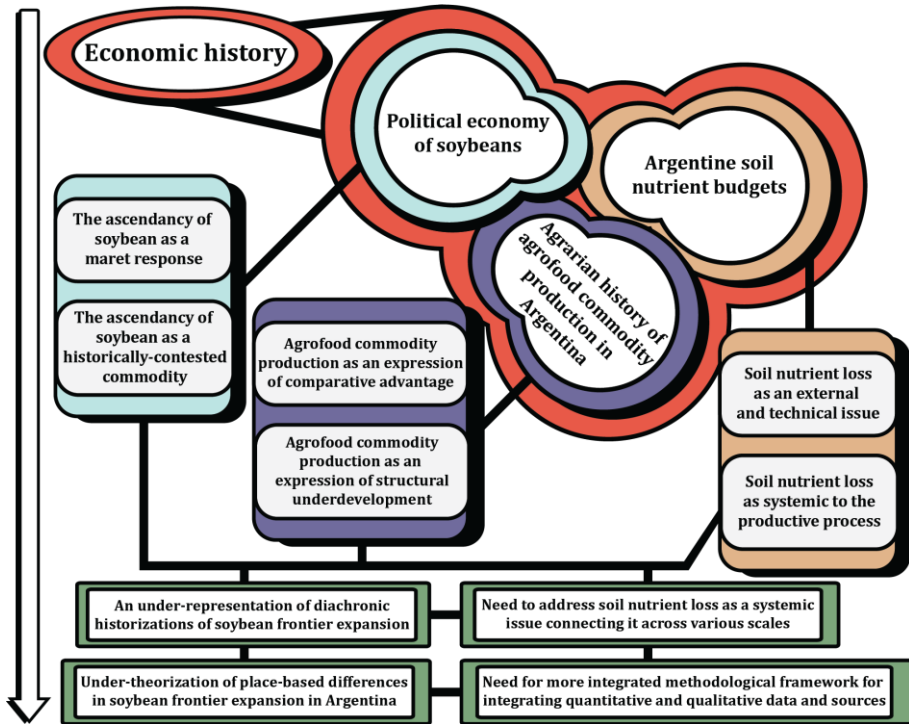 Economic history
Political economy
of soybeans
Argentine soil
nutrient budgets
Agrarian history of
agrofood commodity
production in
Argentina
The ascendancy of
soybean as a
maret response
The ascendancy of
soybean as a
historically-contested
commodity
Agrofood commodity
production as an expression
of comparative advantage
Agrofood commodity
production as an
expression of structural
underdevelopment
Soil nutrient loss
as an external
and technical issue
Soil nutrient loss
as systemic to the
productive process
An under-representation of diachronic
historizations of soybean frontier expansion
Need to address soil nutrient loss as a systemic
issue connecting it across various scales
Under-theorization of place-based differences
in soybean frontier expansion in Argentina
Need for more integrated methodological framework for
integrating quantitative and qualitative data and sources